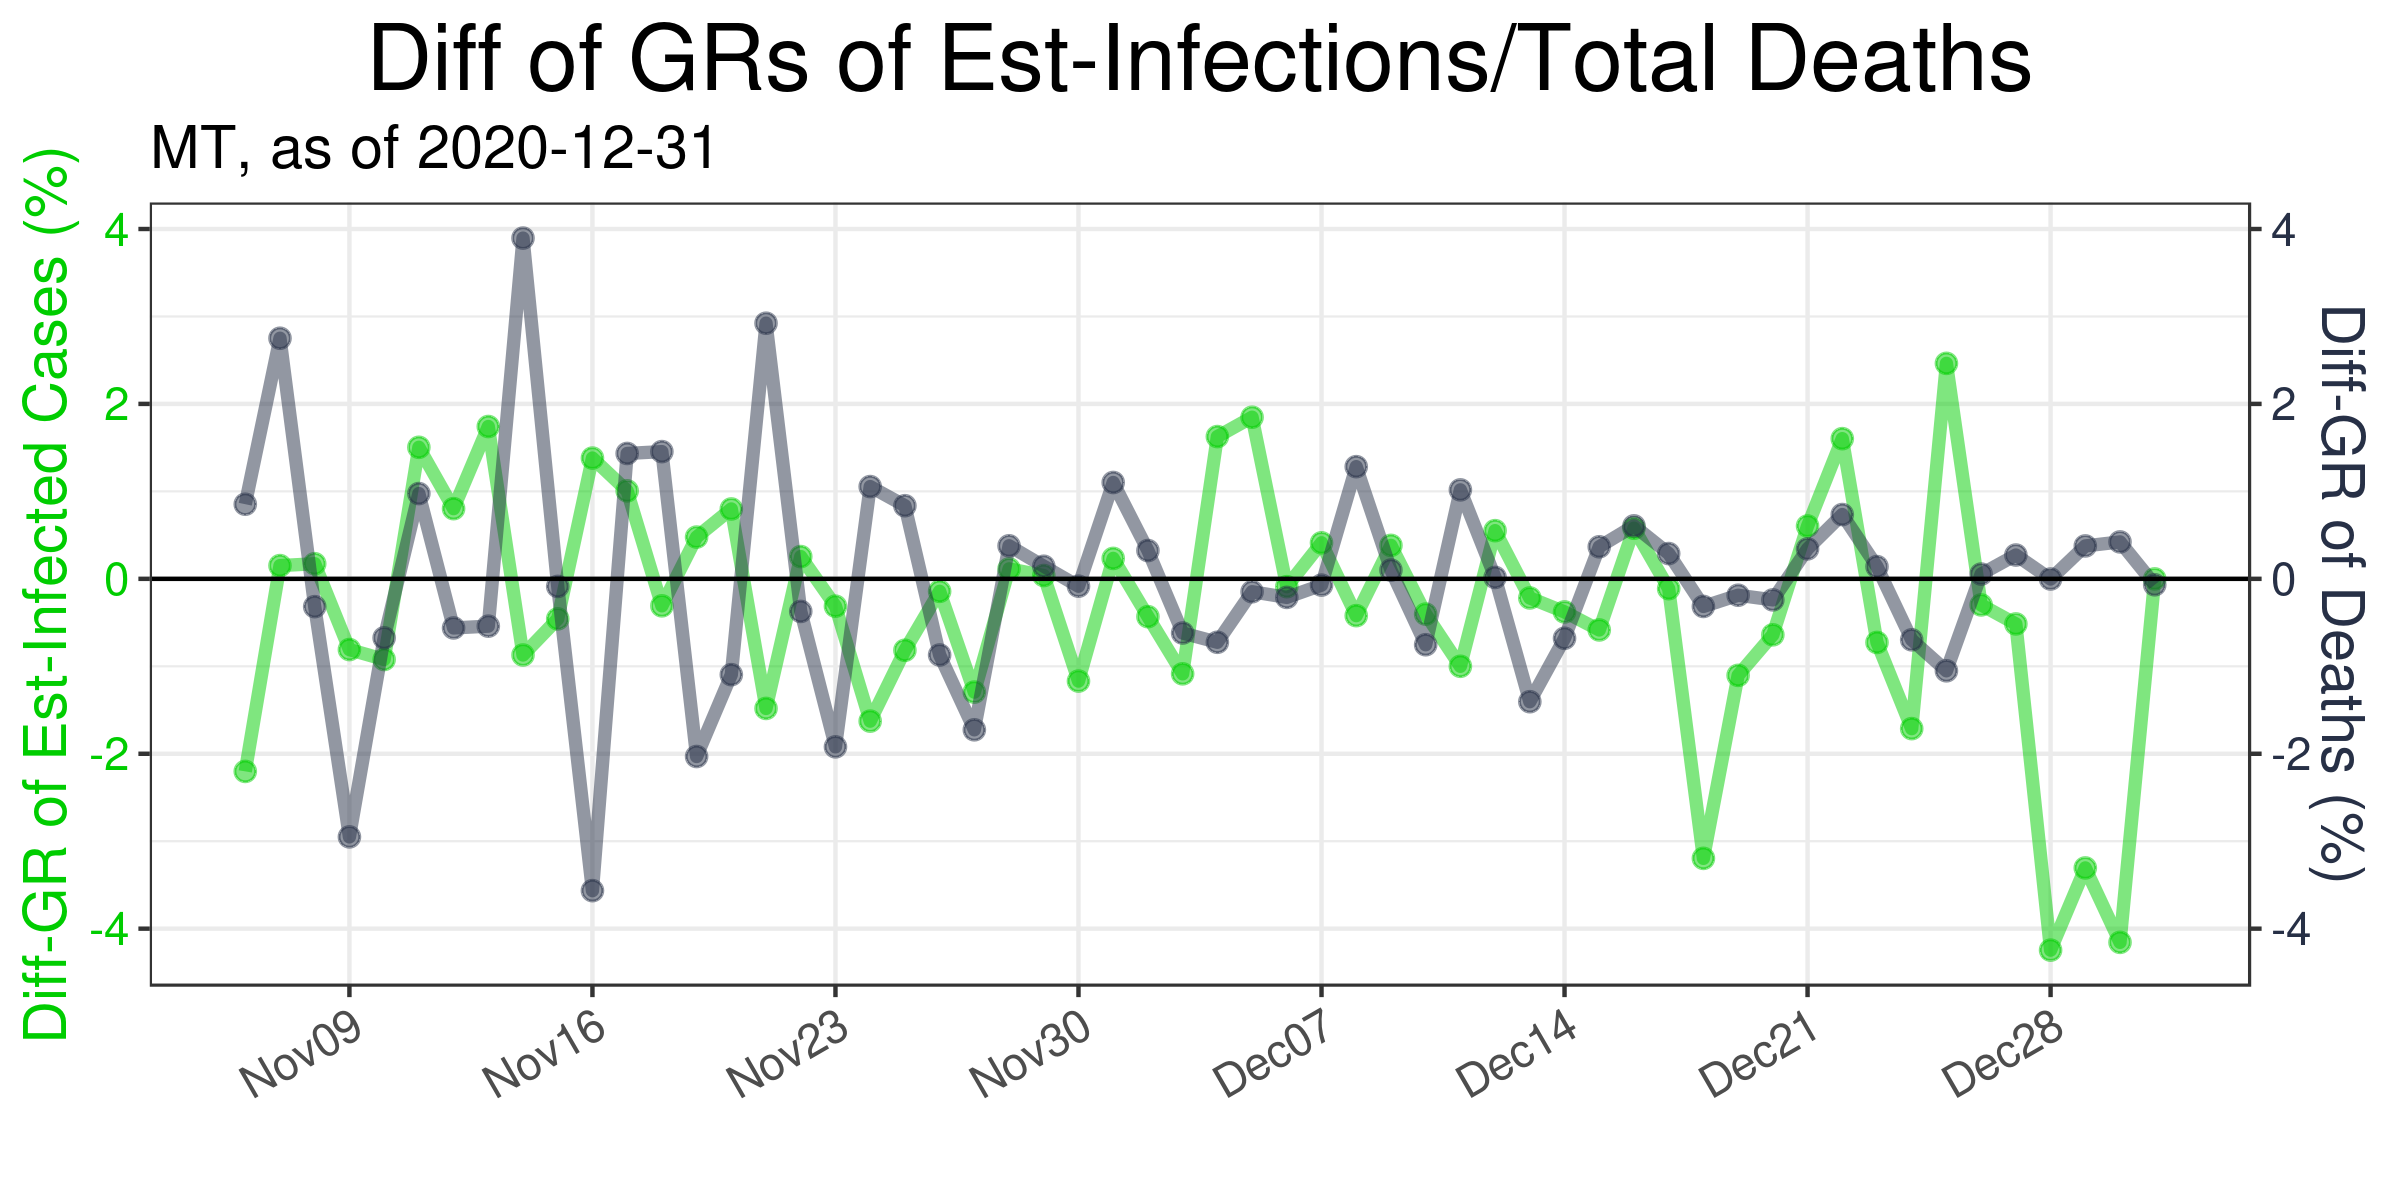 Diff of GRs of Est-Infections/Total Deaths
MT, as of 2020-12-31
Diff-GR of Est-Infected Cases (%)
4
2
0
-2
-4
4
2
0
-2
-4
Diff-GR of Deaths (%)
Nov09
Nov16
Nov23
Nov30
Dec07
Dec14
Dec21
Dec28